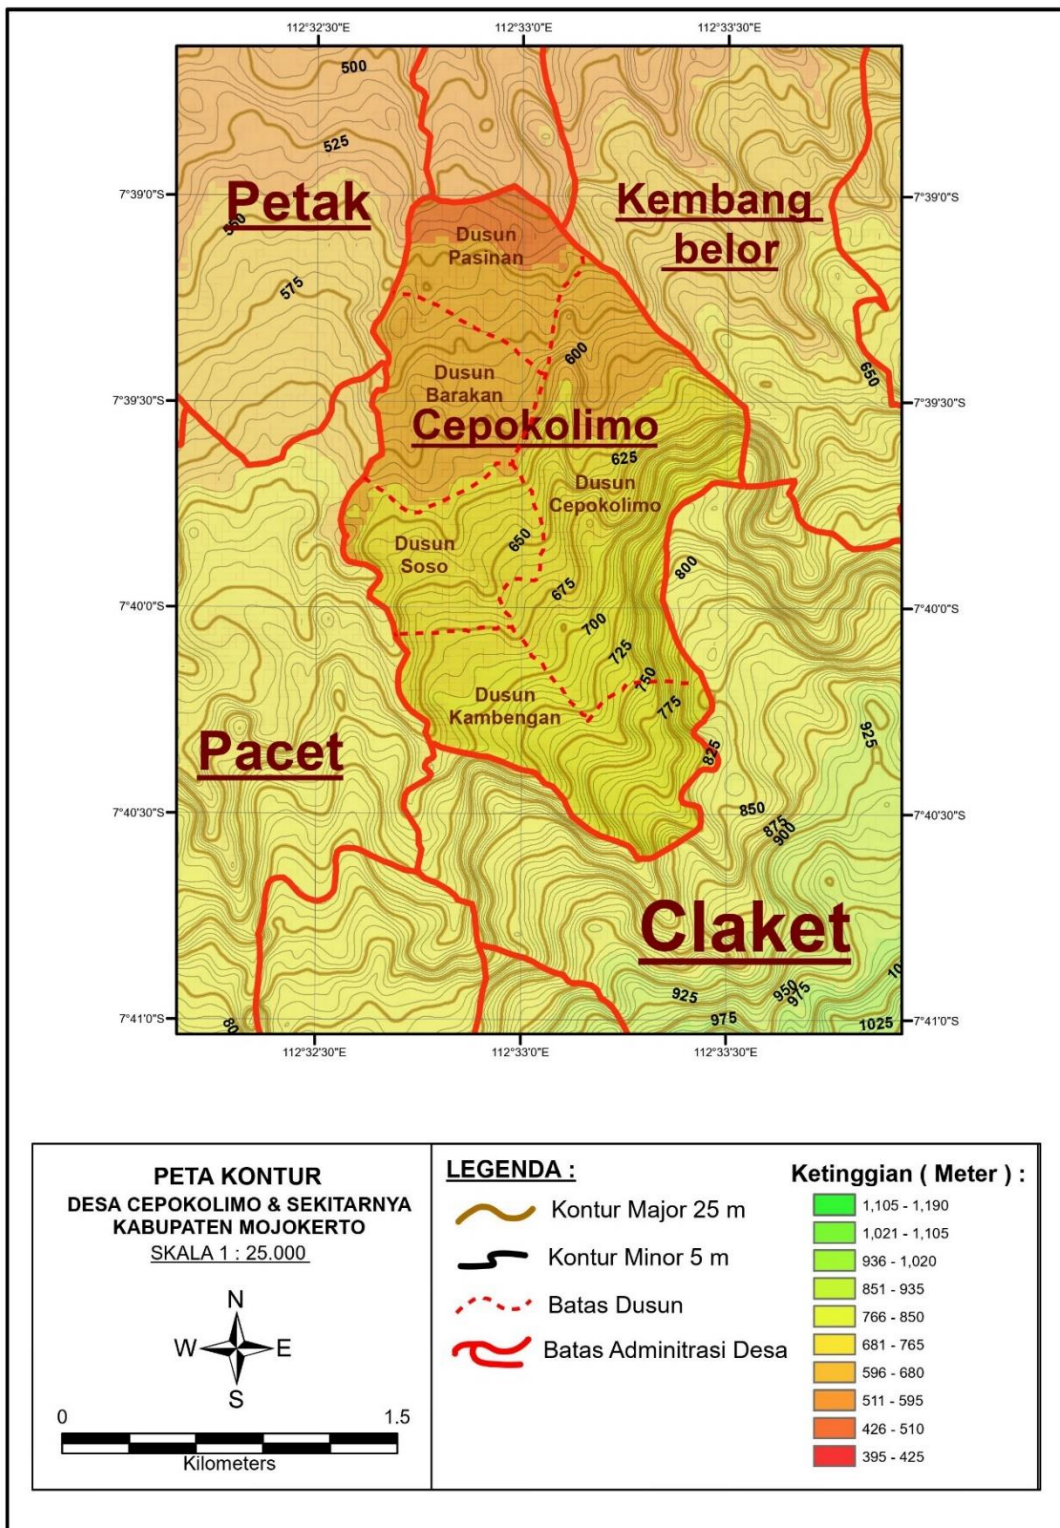 112°32'30"E
112°33'0"E
112°33'30"E
500
525
7°39'0"S
7°39'0"S
Petak
Kembang
belor
550
Dusun
Pasinan
575
600
650
Dusun
Barakan
7°39'30"S
7°39'30"S
Cepokolimo
625
Dusun
Cepokolimo
650
Dusun
Soso
800
675
7°40'0"S
7°40'0"S
700
725
750
775
Dusun
Kambengan
Pacet
825
925
7°40'30"S
7°40'30"S
850
875
900
Claket
925
950
975
975
1025
80
10
7°41'0"S
7°41'0"S
112°32'30"E
112°33'0"E
112°33'30"E
PETA KONTUR
DESA CEPOKOLIMO & SEKITARNYA
KABUPATEN MOJOKERTO
SKALA 1 : 25.000
N
W
E
S
0
1.5
Kilometers
LEGENDA :
Kontur Major 25 m
Kontur Minor 5 m
Batas Dusun
Batas Adminitrasi Desa
Ketinggian ( Meter ) :
1,105 - 1,190
1,021 - 1,105
936 - 1,020
851 - 935
766 - 850
681 - 765
596 - 680
511 - 595
426 - 510
395 - 425